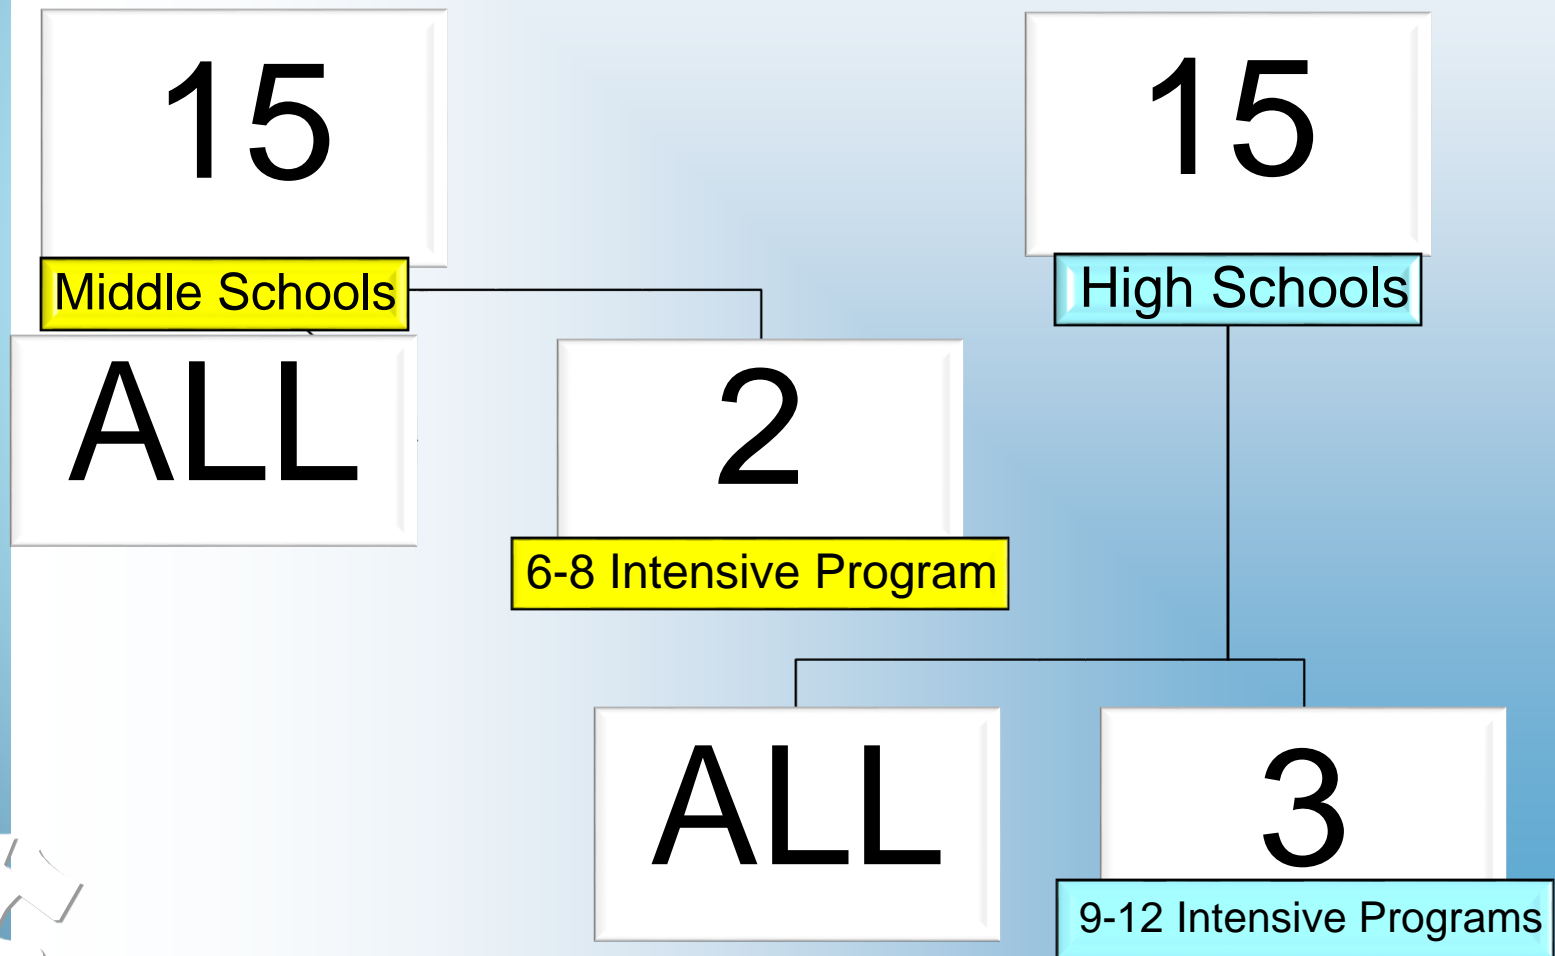 15
Middle Schools
ALL
2
6-8 Intensive Program
15
High Schools
ALL
3
9-12 Intensive Programs